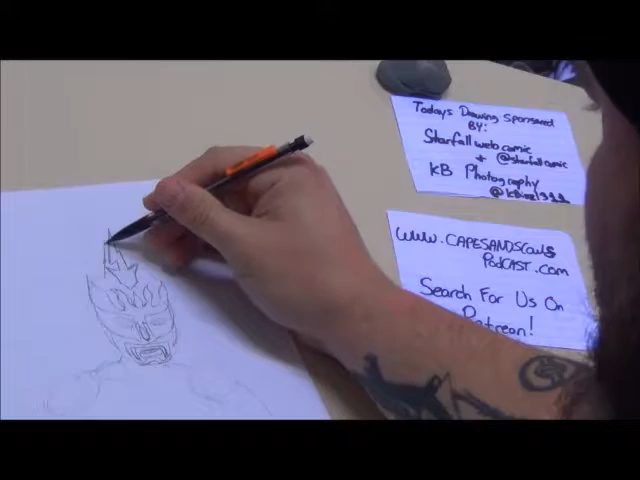 Todays Drawing Sponsored
BY:
Starfall web comic
+ @starfallcomic
KB Photography
www.CAPESANDSCOWLS
PodCAST.com
Search For Us On
Patreon!